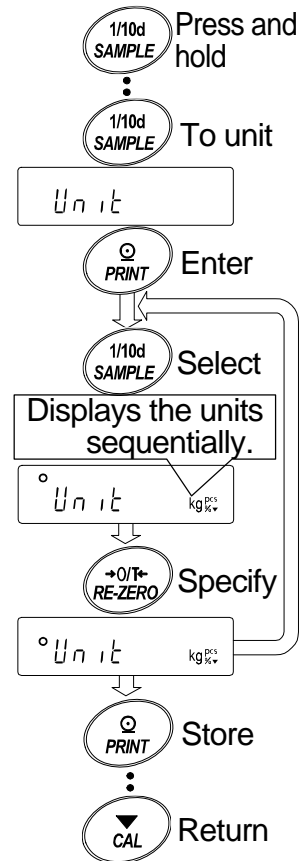 1/10d
SAMPLE
Press and
hold
1/10d
SAMPLE
To unit
Unit
PRINT
Enter
1/10d
SAMPLE
Select
Displays the units
sequentially.
Unit
kg pcs
%
→0/T←
RE-ZERO
Specify
Unit
kg pcs
%
PRINT
Store
CAL
Return